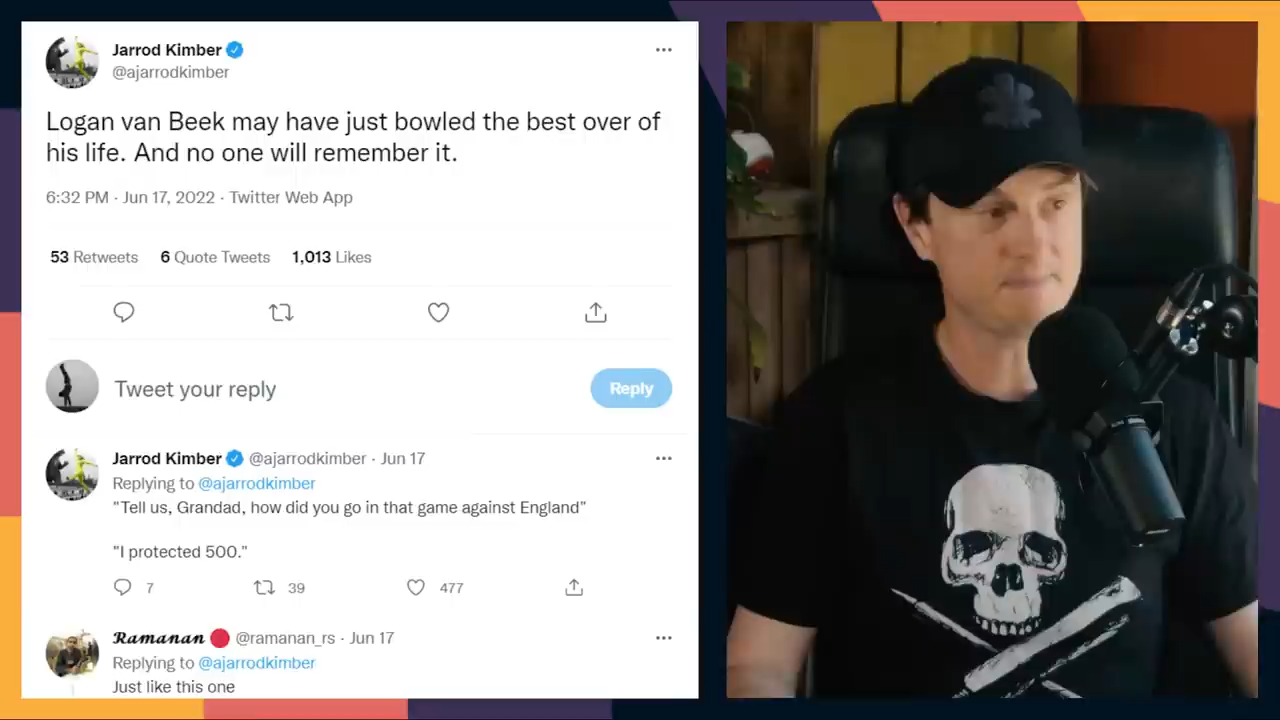 Jarrod Kimber
@ajarrodkimber
Logan van Beek may have just bowled the best over of
his life. And no one will remember it.
6:32 PM · Jun 17, 2022 · Twitter Web App
53 Retweets 6 Quote Tweets 1,013 Likes
Tweet your reply
Reply
Jarrod Kimber @ajarrodkimber · Jun 17
Replying to @ajarrodkimber
"Tell us, Grandad, how did you go in that game against England"
"I protected 500."
7 39 477
Ramanan @ramanan_rs · Jun 17
Replying to @ajarrodkimber
Just like this one